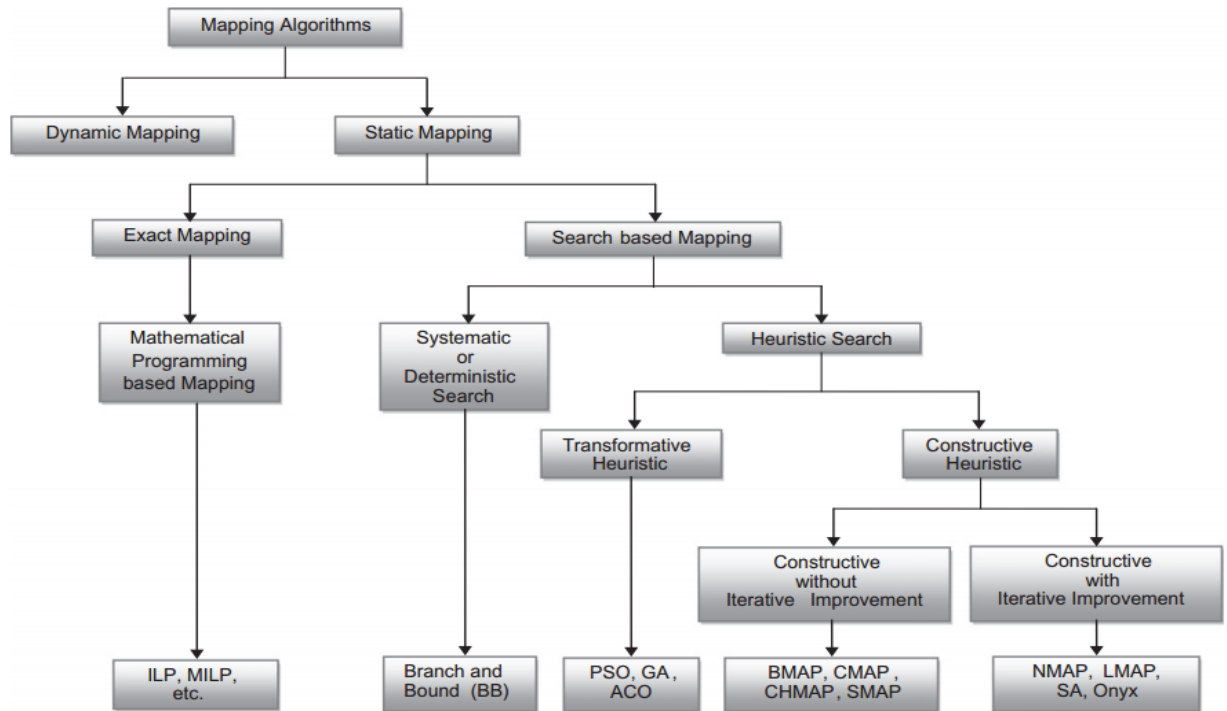 Mapping Algorithms
Dynamic Mapping
Static Mapping
Exact Mapping
Search based Mapping
Mathematical
Programming
based Mapping
Systematic
or
Deterministic
Search
Heuristic Search
Transformative
Heuristic
Constructive
Heuristic
Constructive
without
Iterative Improvement
Constructive
with
Iterative Improvement
ILP, MILP,
etc.
Branch and
Bound (BB)
PSO, GA ,
ACO
BMAP, CMAP ,
CHMAP, SMAP
NMAP, LMAP,
SA, Onyx